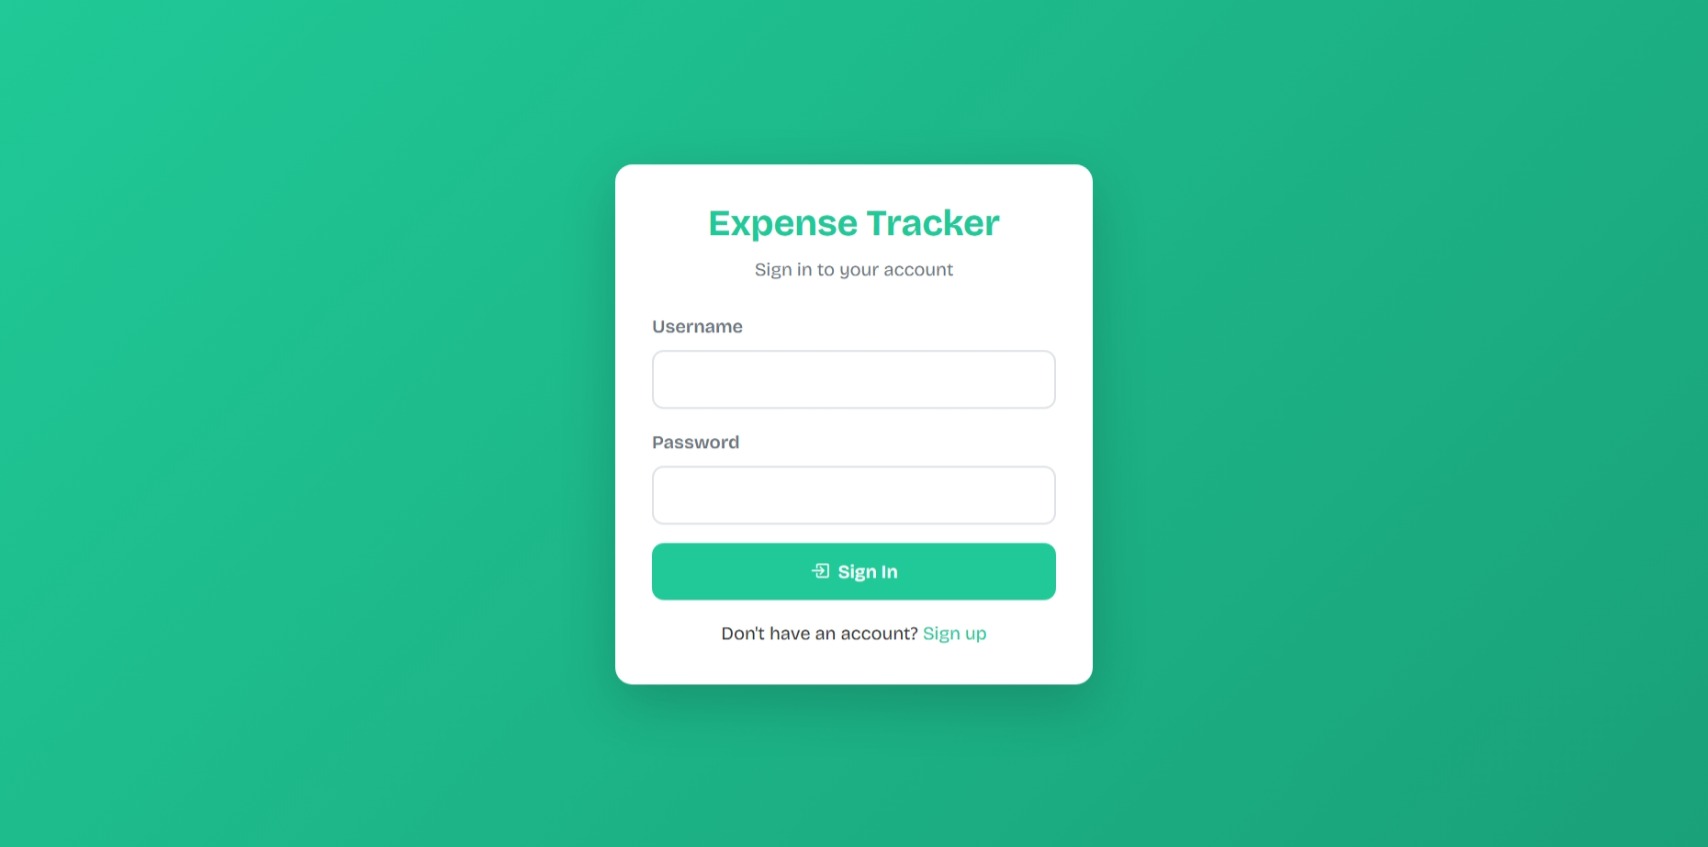 Expense Tracker
Sign in to your account
Username
Password
Sign In
Don't have an account? Sign up